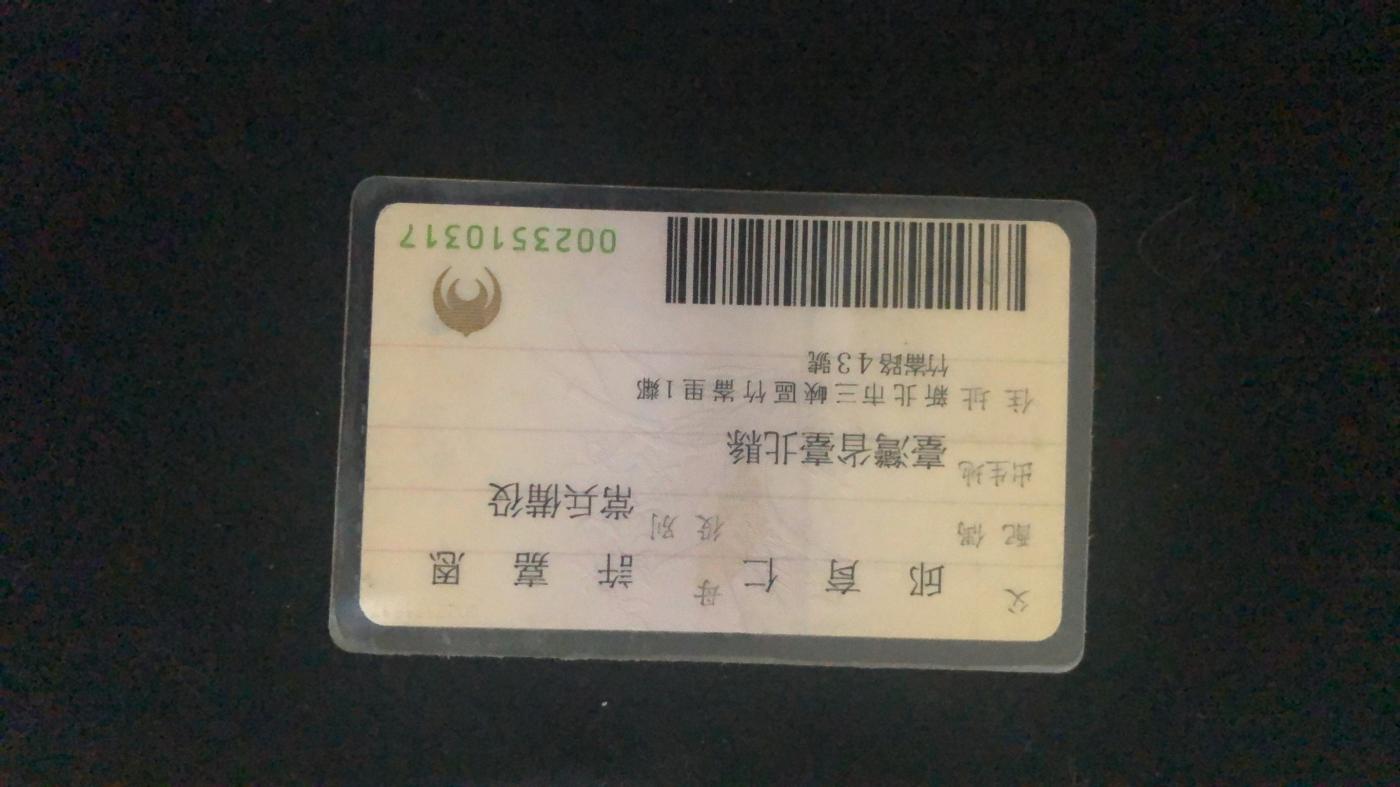 父 邱育仁 母 許嘉恩
配偶 役別 常兵備役
出生地 臺灣省臺北縣
住址 新北市三峽區竹崙里1鄰
竹崙路43號
0023510317